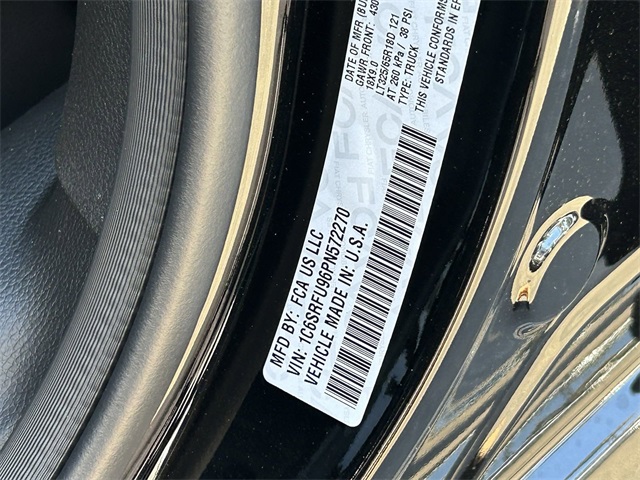 DATE OF MFR
GAWR FRONT:
18X9.0
LT325/65R18D 121
AT 260 kPa / 38 PSI
TYPE: TRUCK
THIS VEHICLE CONFORMS
STANDARDS IN
MFD BY: FCA US LLC
VIN: 1C6SRFU96PN572270
VEHICLE MADE IN: U.S.A.